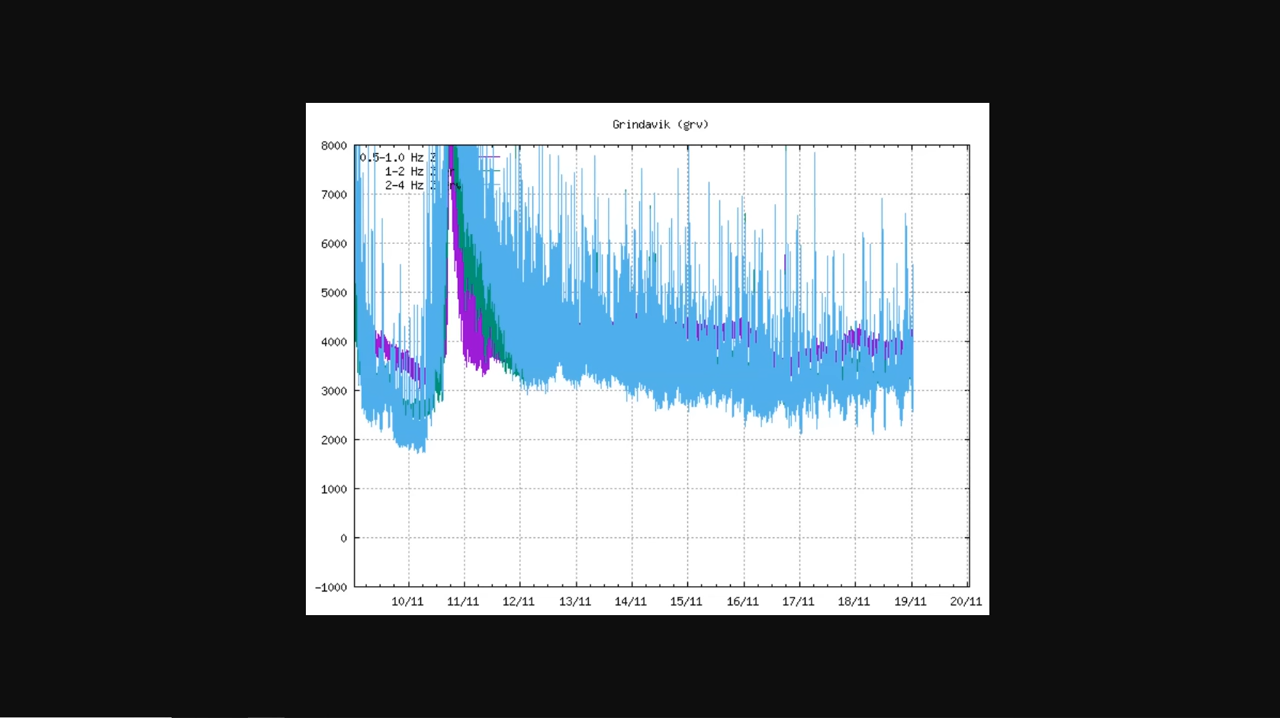 Grindavik (grv)
8000
7000
6000
5000
4000
3000
2000
1000
0
-1000
0.5-1.0 Hz
1-2 Hz
2-4 Hz
10/11 11/11 12/11 13/11 14/11 15/11 16/11 17/11 18/11 19/11 20/11